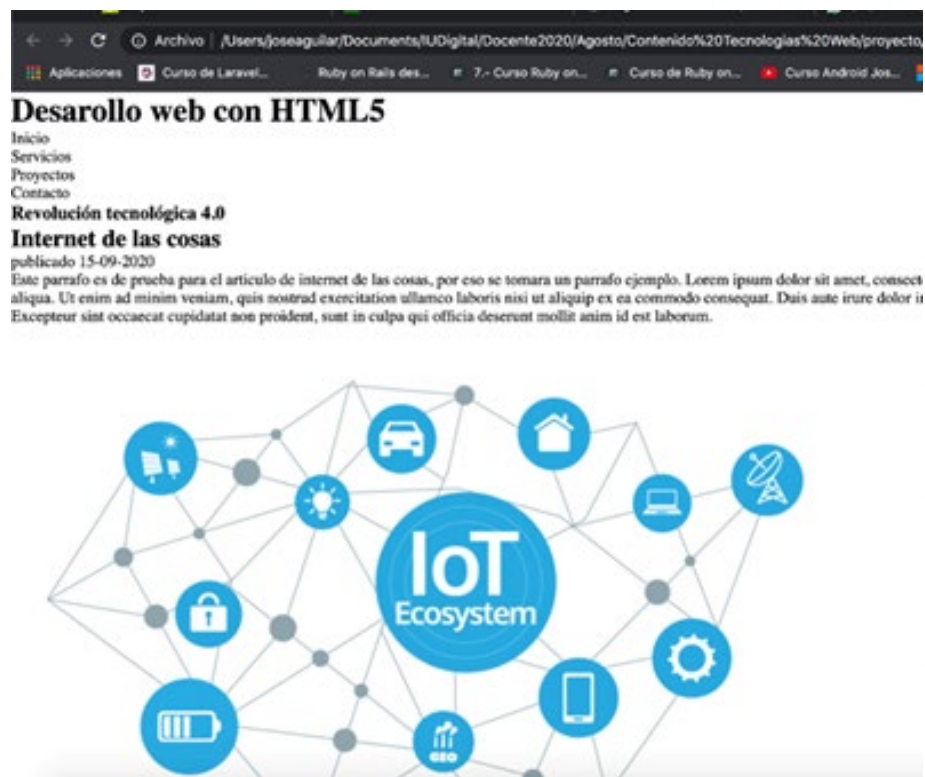 Archivo /Users/joseaguilar/Documents/IUDigital/Docente2020/Agosto/Contenido%20Tecnologias%20Web/proyecto,
Aplicaciones Curso de Laravel... Ruby on Rails des... 7.- Curso Ruby on... Curso de Ruby on... Curso Android Jos...
Desarollo web con HTML5
Inicio
Servicios
Proyectos
Contacto
Revolución tecnológica 4.0
Internet de las cosas
publicado 15-09-2020
Este parrafo es de prueba para el articulo de internet de las cosas, por eso se tomara un parrafo ejemplo. Lorem ipsum dolor sit amet, consect
aliqua. Ut enim ad minim veniam, quis nostrud exercitation ullamco laboris nisi ut aliquip ex ea commodo consequat. Duis aute irure dolor i
Excepteur sint occaecat cupidatat non proident, sunt in culpa qui officia deserunt mollit anim id est laborum.
IoT
Ecosystem
GEO